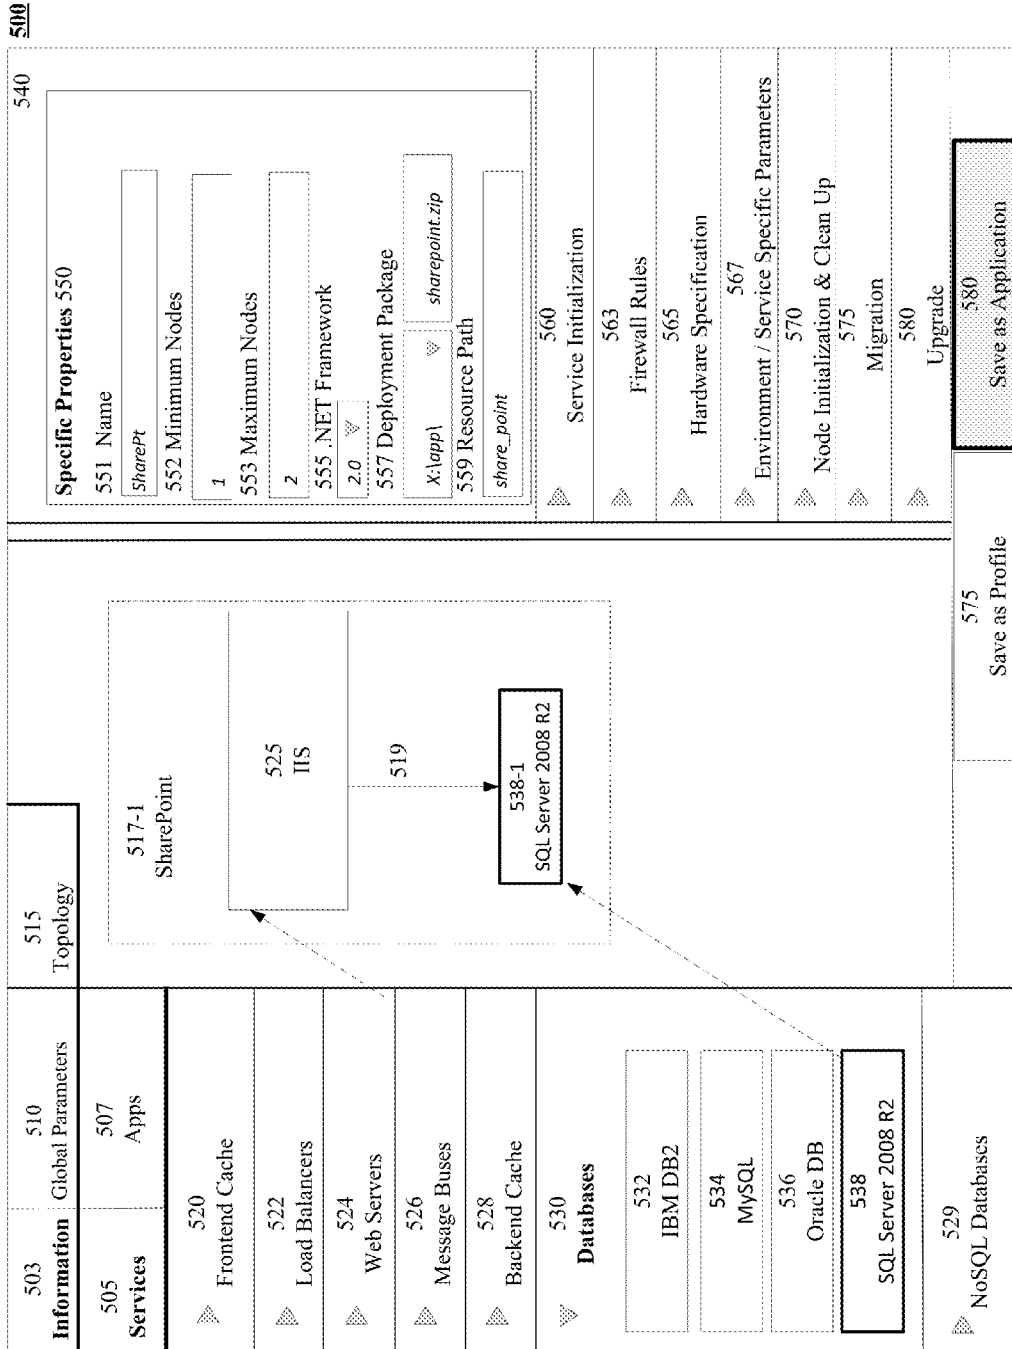 500
503
Information
510
Global Parameters
515
Topology
540
505
Services
507
Apps
520
Frontend Cache
522
Load Balancers
524
Web Servers
526
Message Buses
528
Backend Cache
530
Databases
532
IBM DB2
534
MySQL
536
Oracle DB
538
SQL Server 2008 R2
529
NoSQL Databases
517-1
SharePoint
525
IIS
519
538-1
SQL Server 2008 R2
Specific Properties 550
551 Name
SharePt
552 Minimum Nodes
1
553 Maximum Nodes
2
555 .NET Framework
2.0
557 Deployment Package
X:\app\
sharepoint.zip
559 Resource Path
share_point
560
Service Initialization
563
Firewall Rules
565
Hardware Specification
567
Environment / Service Specific Parameters
570
Node Initialization & Clean Up
575
Migration
580
Upgrade
575
Save as Profile
580
Save as Application